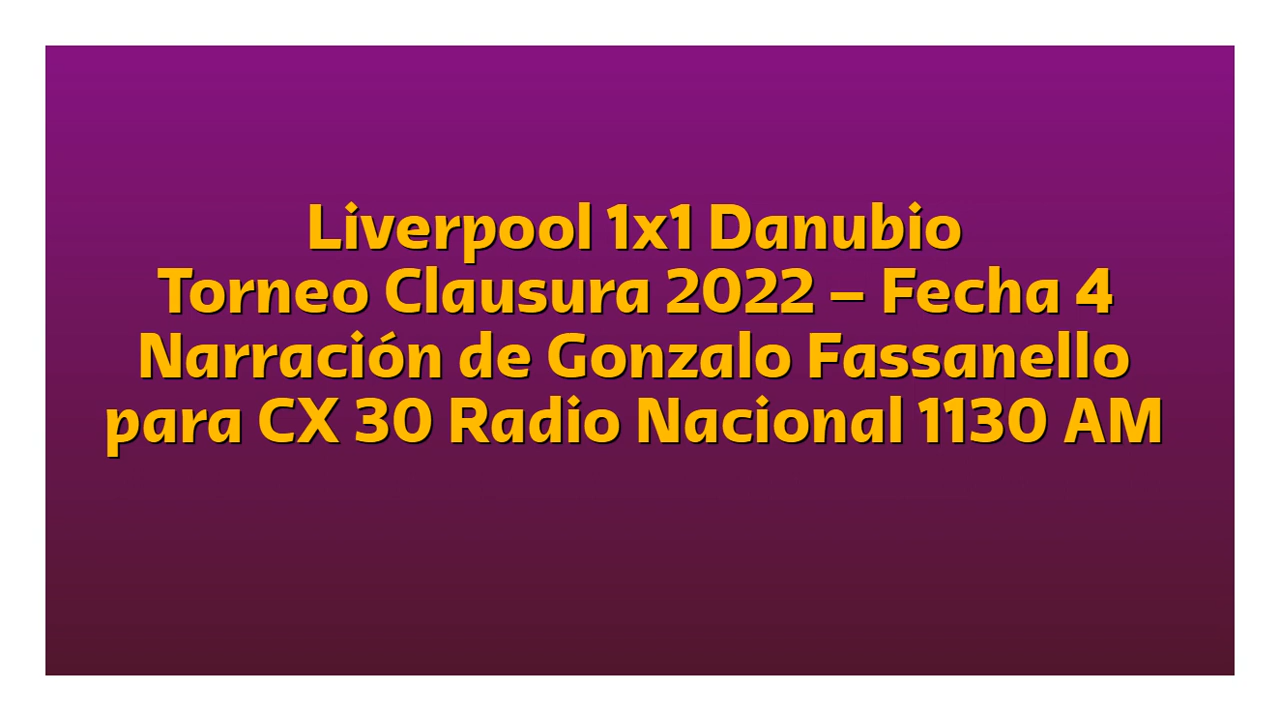 Liverpool 1x1 Danubio
Torneo Clausura 2022 – Fecha 4
Narración de Gonzalo Fassanello
para CX 30 Radio Nacional 1130 AM